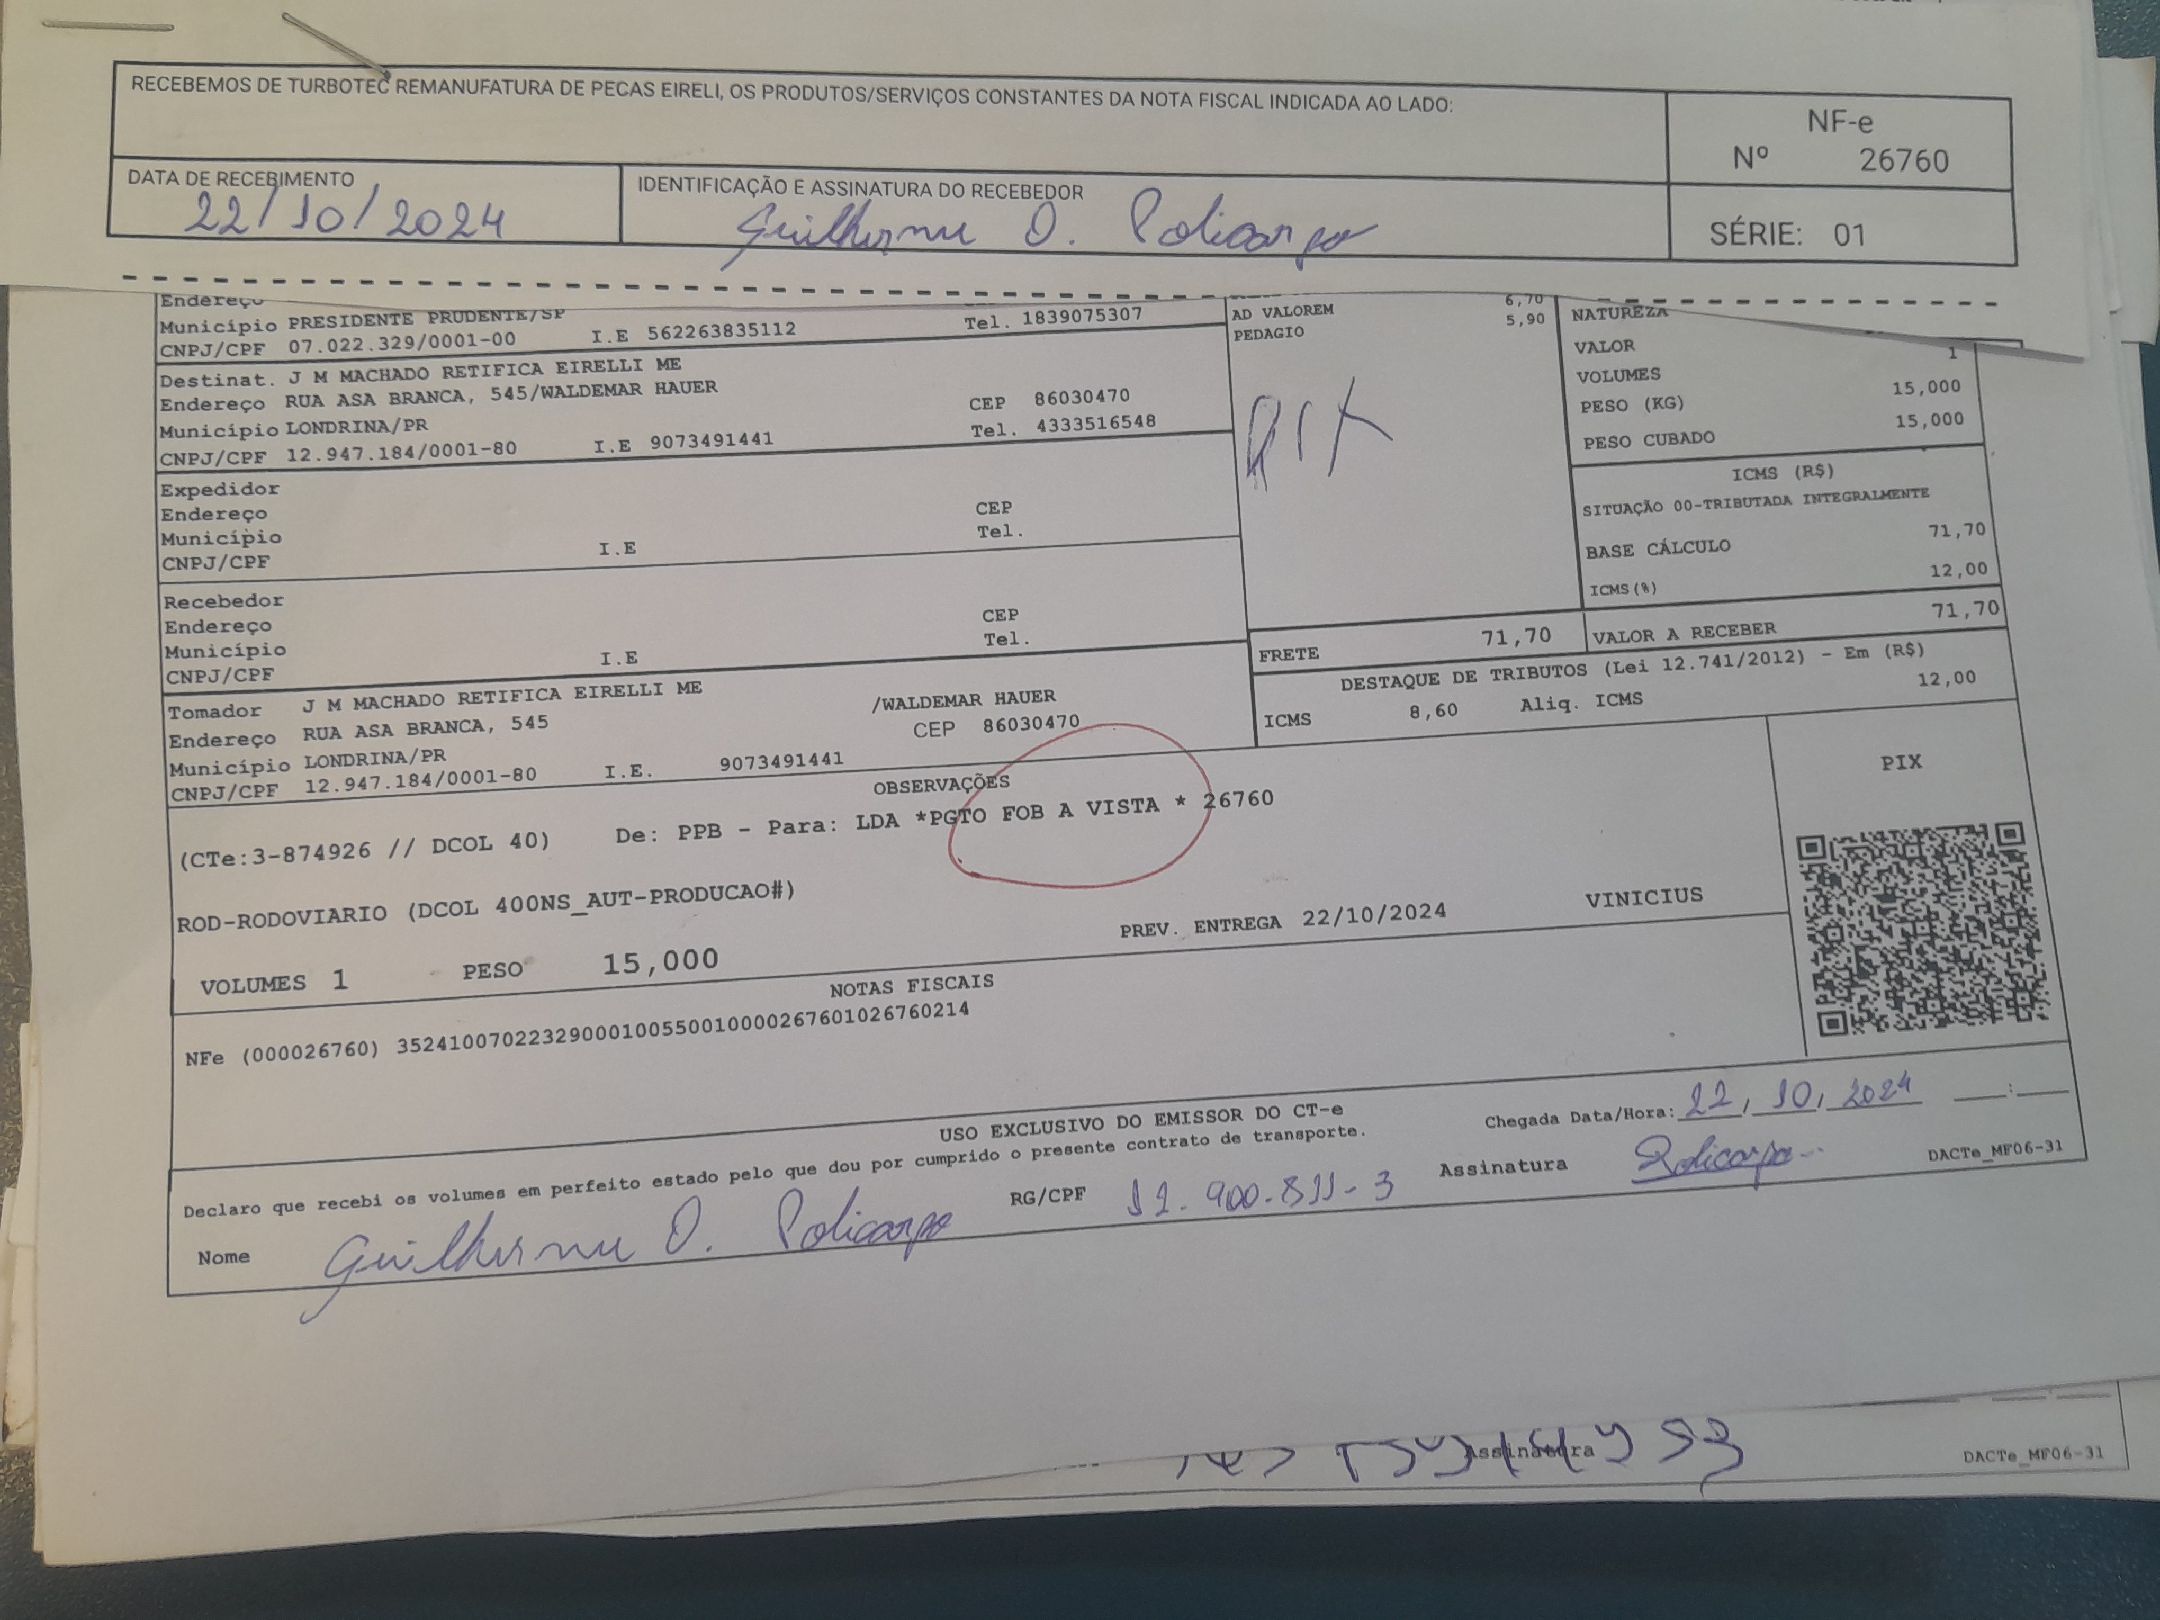 RECEBEMOS DE TURBOTEC REMANUFATURA DE PECAS EIRELI, OS PRODUTOS/SERVIÇOS CONSTANTES DA NOTA FISCAL INDICADA AO LADO:
NF-e
Nº 26760
SÉRIE: 01
DATA DE RECEBIMENTO
22/10/2024
IDENTIFICAÇÃO E ASSINATURA DO RECEBEDOR
Guilherme O. Policarpo
Endereço
Município PRESIDENTE PRUDENTE/SP Tel. 1839075307
CNPJ/CPF 07.022.329/0001-00 I.E 562263835112
Destinat. J M MACHADO RETIFICA EIRELLI ME
Endereço RUA ASA BRANCA, 545/WALDEMAR HAUER CEP 86030470
Município LONDRINA/PR Tel. 4333516548
CNPJ/CPF 12.947.184/0001-80 I.E 9073491441
Expedidor
Endereço CEP
Município Tel.
CNPJ/CPF I.E
Recebedor
Endereço CEP
Município Tel.
CNPJ/CPF I.E
Tomador J M MACHADO RETIFICA EIRELLI ME
Endereço RUA ASA BRANCA, 545 /WALDEMAR HAUER
Município LONDRINA/PR CEP 86030470
CNPJ/CPF 12.947.184/0001-80 I.E. 9073491441
AD VALOREM 6,70
PEDAGIO 5,90
PIX
FRETE 71,70
NATUREZA
VALOR
VOLUMES 1
PESO (KG) 15,000
PESO CUBADO 15,000
ICMS (R$)
SITUAÇÃO 00-TRIBUTADA INTEGRALMENTE
BASE CÁLCULO 71,70
ICMS(%) 12,00
VALOR A RECEBER 71,70
DESTAQUE DE TRIBUTOS (Lei 12.741/2012) - Em (R$)
ICMS 8,60 Aliq. ICMS 12,00
OBSERVAÇÕES
(CTe:3-874926 // DCOL 40) De: PPB - Para: LDA *PGTO FOB A VISTA * 26760
ROD-RODOVIARIO (DCOL 400NS_AUT-PRODUCAO#)
VOLUMES 1 PESO 15,000 PREV. ENTREGA 22/10/2024 VINICIUS
PIX
NOTAS FISCAIS
NFe (000026760) 35241007022329000100550010000267601026760214
USO EXCLUSIVO DO EMISSOR DO CT-e
Declaro que recebi os volumes em perfeito estado pelo que dou por cumprido o presente contrato de transporte.
Chegada Data/Hora: 22, 10, 2024 __:__
Nome Guilherme O. Policarpo RG/CPF 12.900.811-3 Assinatura Policarpo
DACTe_MF06-31
Assinatura
DACTe_MF06-31